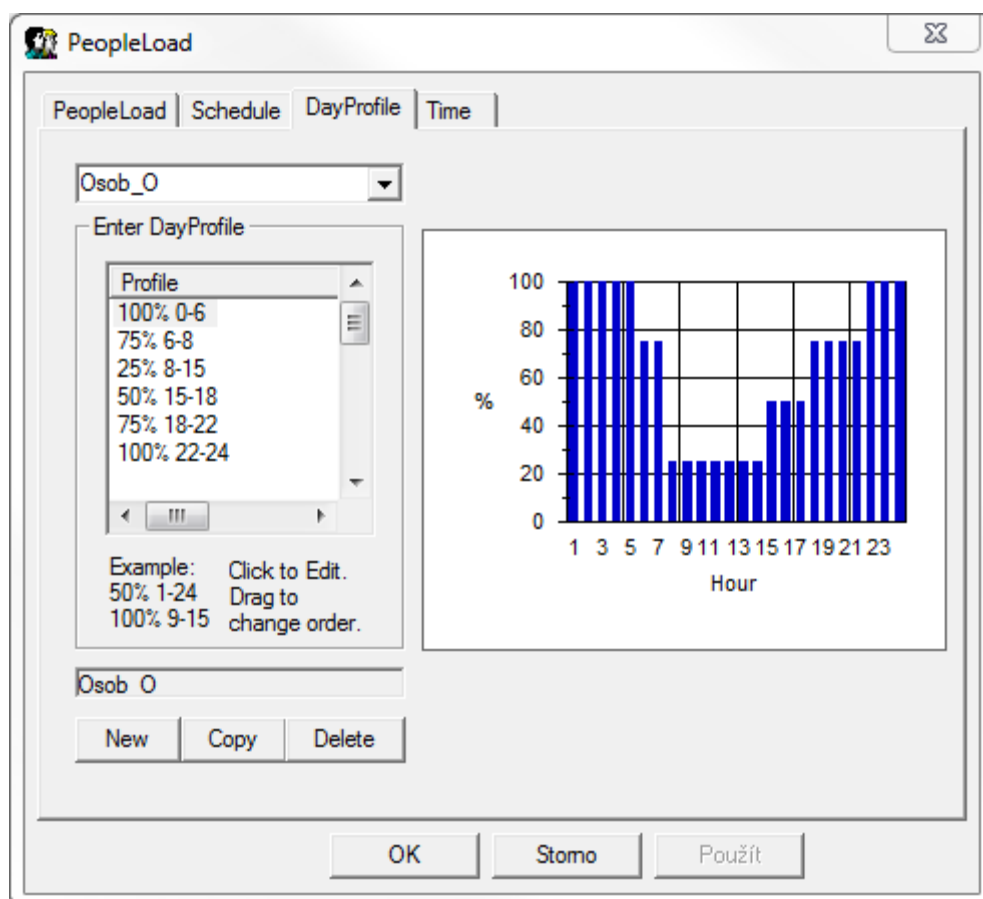 PeopleLoad
PeopleLoad Schedule DayProfile Time
Osob_O
Enter DayProfile
Profile
100% 0-6
75% 6-8
25% 8-15
50% 15-18
75% 18-22
100% 22-24
Example:
50% 1-24
100% 9-15
Click to Edit.
Drag to
change order.
Osob O
New Copy Delete
100
80
60
%
40
20
0
1 3 5 7 9 11 13 15 17 19 21 23
Hour
OK Storno Použít